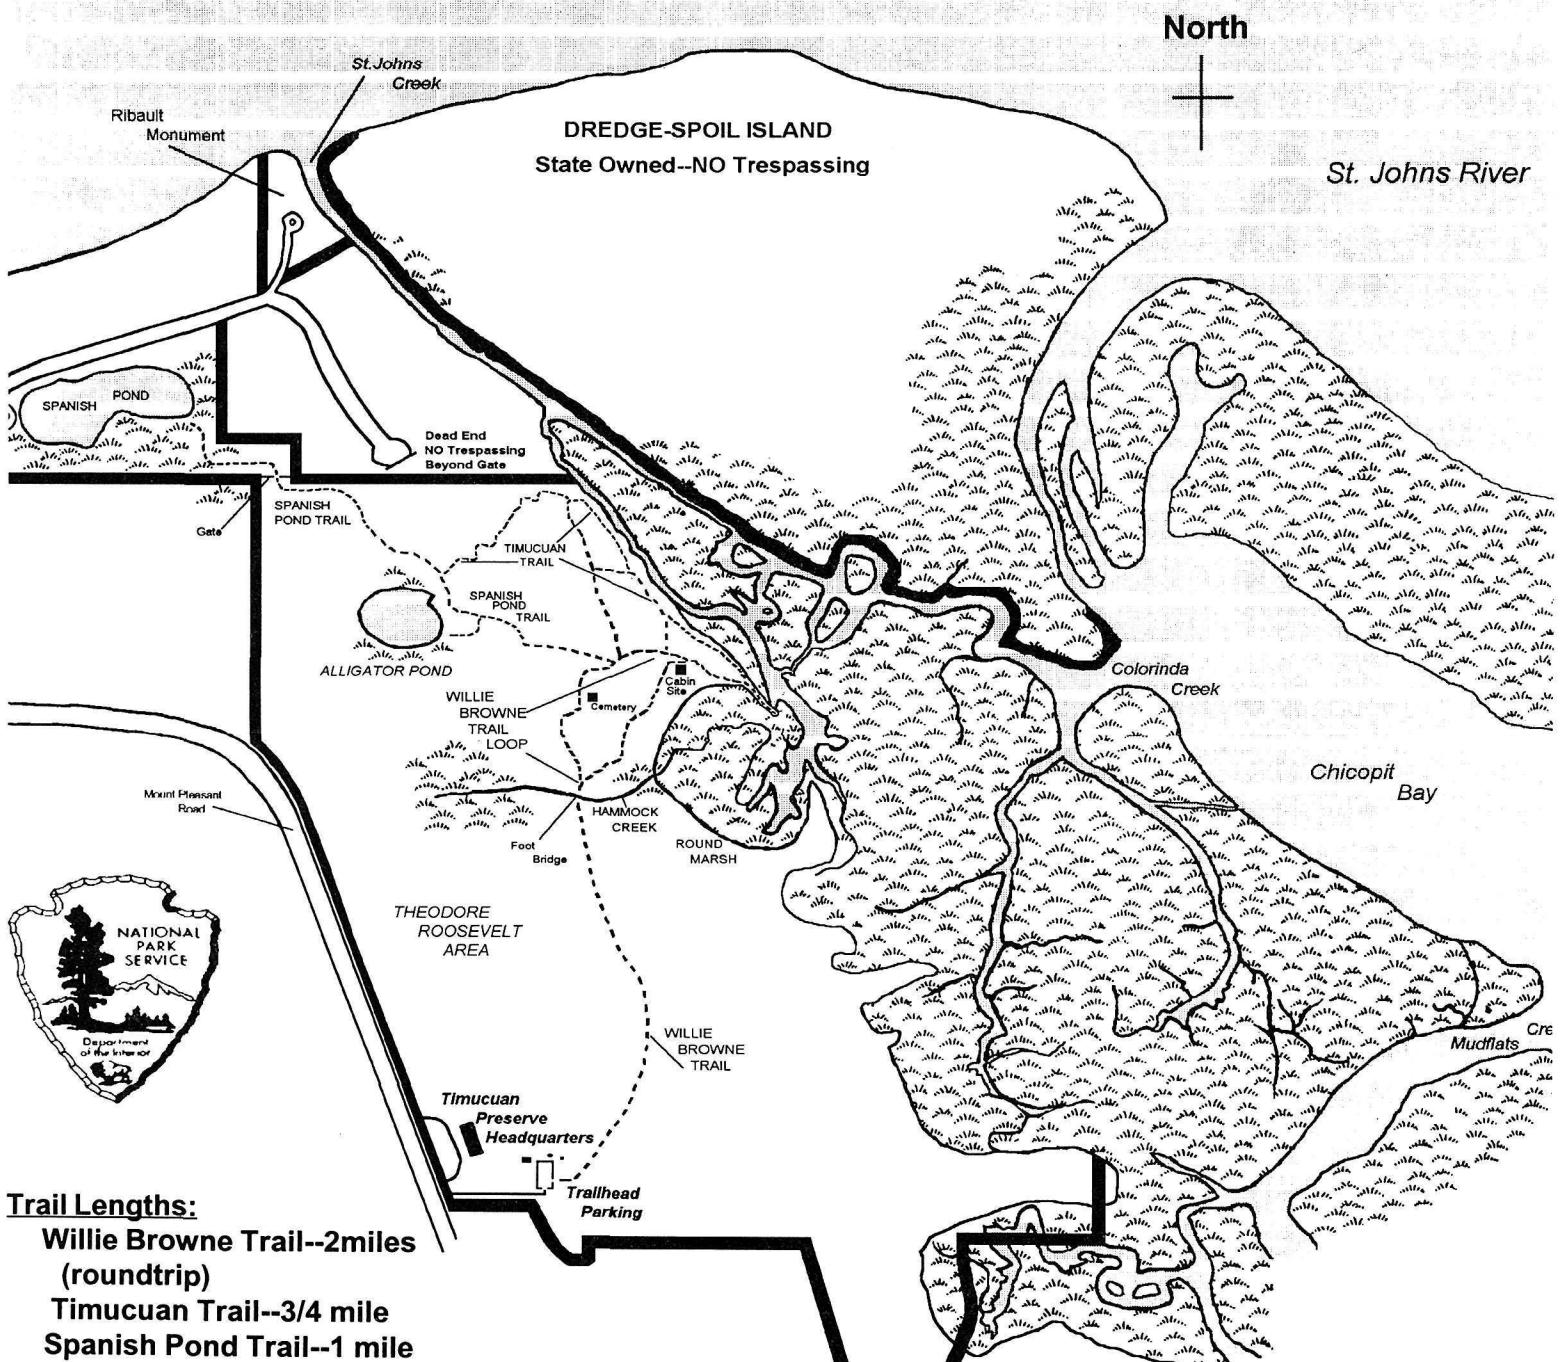 North
St. Johns
Creek
Ribault
Monument
DREDGE-SPOIL ISLAND
State Owned--NO Trespassing
St. Johns River
SPANISH POND
Dead End
NO Trespassing
Beyond Gate
Gate
SPANISH
POND TRAIL
TIMUCUAN
TRAIL
SPANISH
POND
TRAIL
ALLIGATOR POND
Cabin
Site
Cemetery
WILLIE
BROWNE
TRAIL
LOOP
Colorinda
Creek
Chicopit
Bay
Mount Pleasant
Road
HAMMOCK
CREEK
Foot
Bridge
ROUND
MARSH
THEODORE
ROOSEVELT
AREA
NATIONAL
PARK
SERVICE
Department
of the Interior
WILLIE
BROWNE
TRAIL
Mudflats Cre
Timucuan
Preserve
Headquarters
Trailhead
Parking
Trail Lengths:
Willie Browne Trail--2miles
(roundtrip)
Timucuan Trail--3/4 mile
Spanish Pond Trail--1 mile